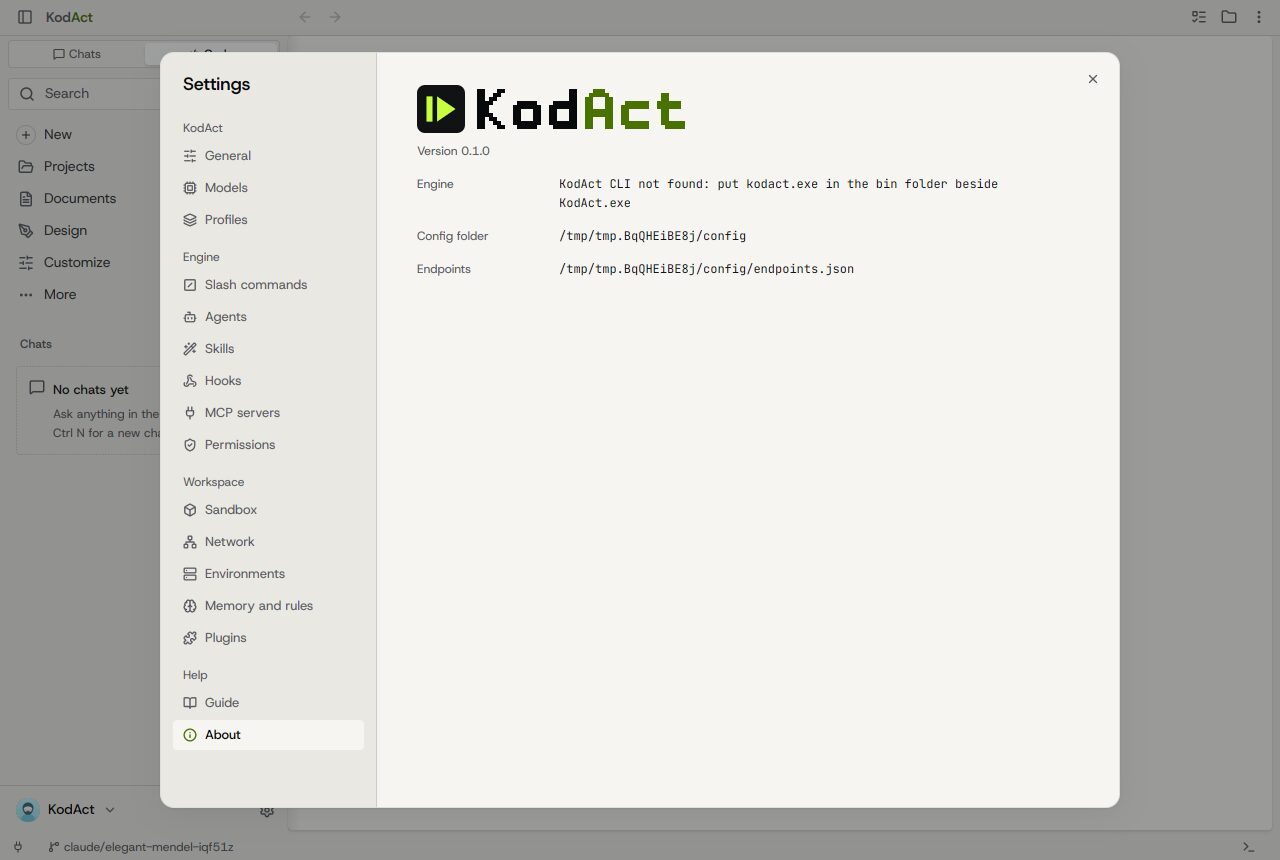 KodAct
Chats
Search
New
Projects
Documents
Design
Customize
More
Chats
No chats yet
Ask anything in the
Ctrl N for a new
KodAct
claude/elegant-mendel-iqf51z
Settings
KodAct
General
Models
Profiles
Engine
Slash commands
Agents
Skills
Hooks
MCP servers
Permissions
Workspace
Sandbox
Network
Environments
Memory and rules
Plugins
Help
Guide
About
KodAct
Version 0.1.0
Engine
KodAct CLI not found: put kodact.exe in the bin folder beside
KodAct.exe
Config folder
/tmp/tmp.BqQHEiBE8j/config
Endpoints
/tmp/tmp.BqQHEiBE8j/config/endpoints.json